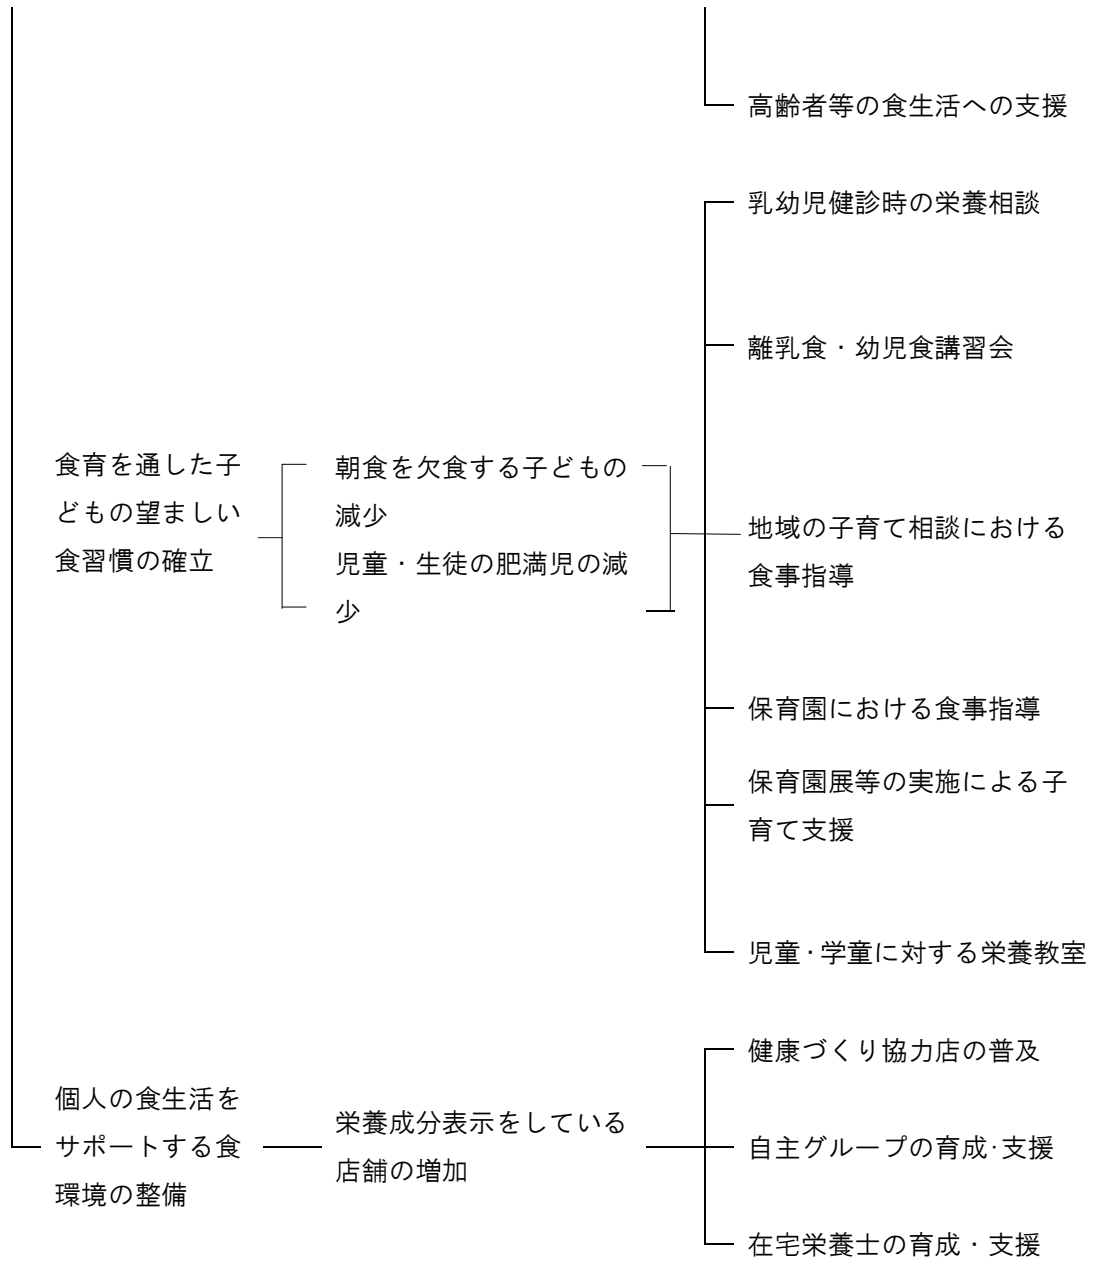 高齢者等の食生活への支援
乳幼児健診時の栄養相談
離乳食・幼児食講習会
食育を通した子
どもの望ましい
食習慣の確立
朝食を欠食する子どもの
減少
児童・生徒の肥満児の減
少
地域の子育て相談における
食事指導
保育園における食事指導
保育園展等の実施による子
育て支援
児童・学童に対する栄養教室
個人の食生活を
サポートする食
環境の整備
栄養成分表示をしている
店舗の増加
健康づくり協力店の普及
自主グループの育成・支援
在宅栄養士の育成・支援